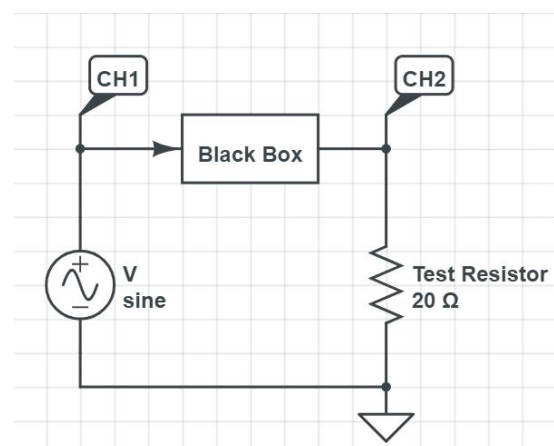 CH1
CH2
Black Box
V
sine
Test Resistor
20 Ω